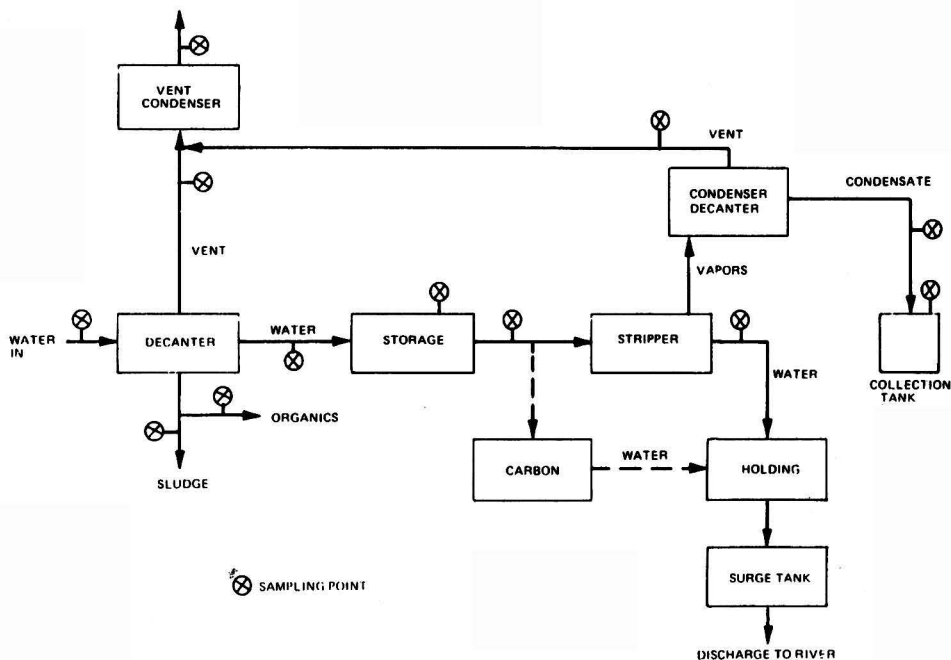 VENT
CONDENSER
VENT
CONDENSATE
CONDENSER
DECANTER
VENT
VAPORS
WATER
IN
DECANTER
WATER
STORAGE
STRIPPER
WATER
COLLECTION
TANK
ORGANICS
SLUDGE
CARBON
WATER
HOLDING
SAMPLING POINT
SURGE TANK
DISCHARGE TO RIVER